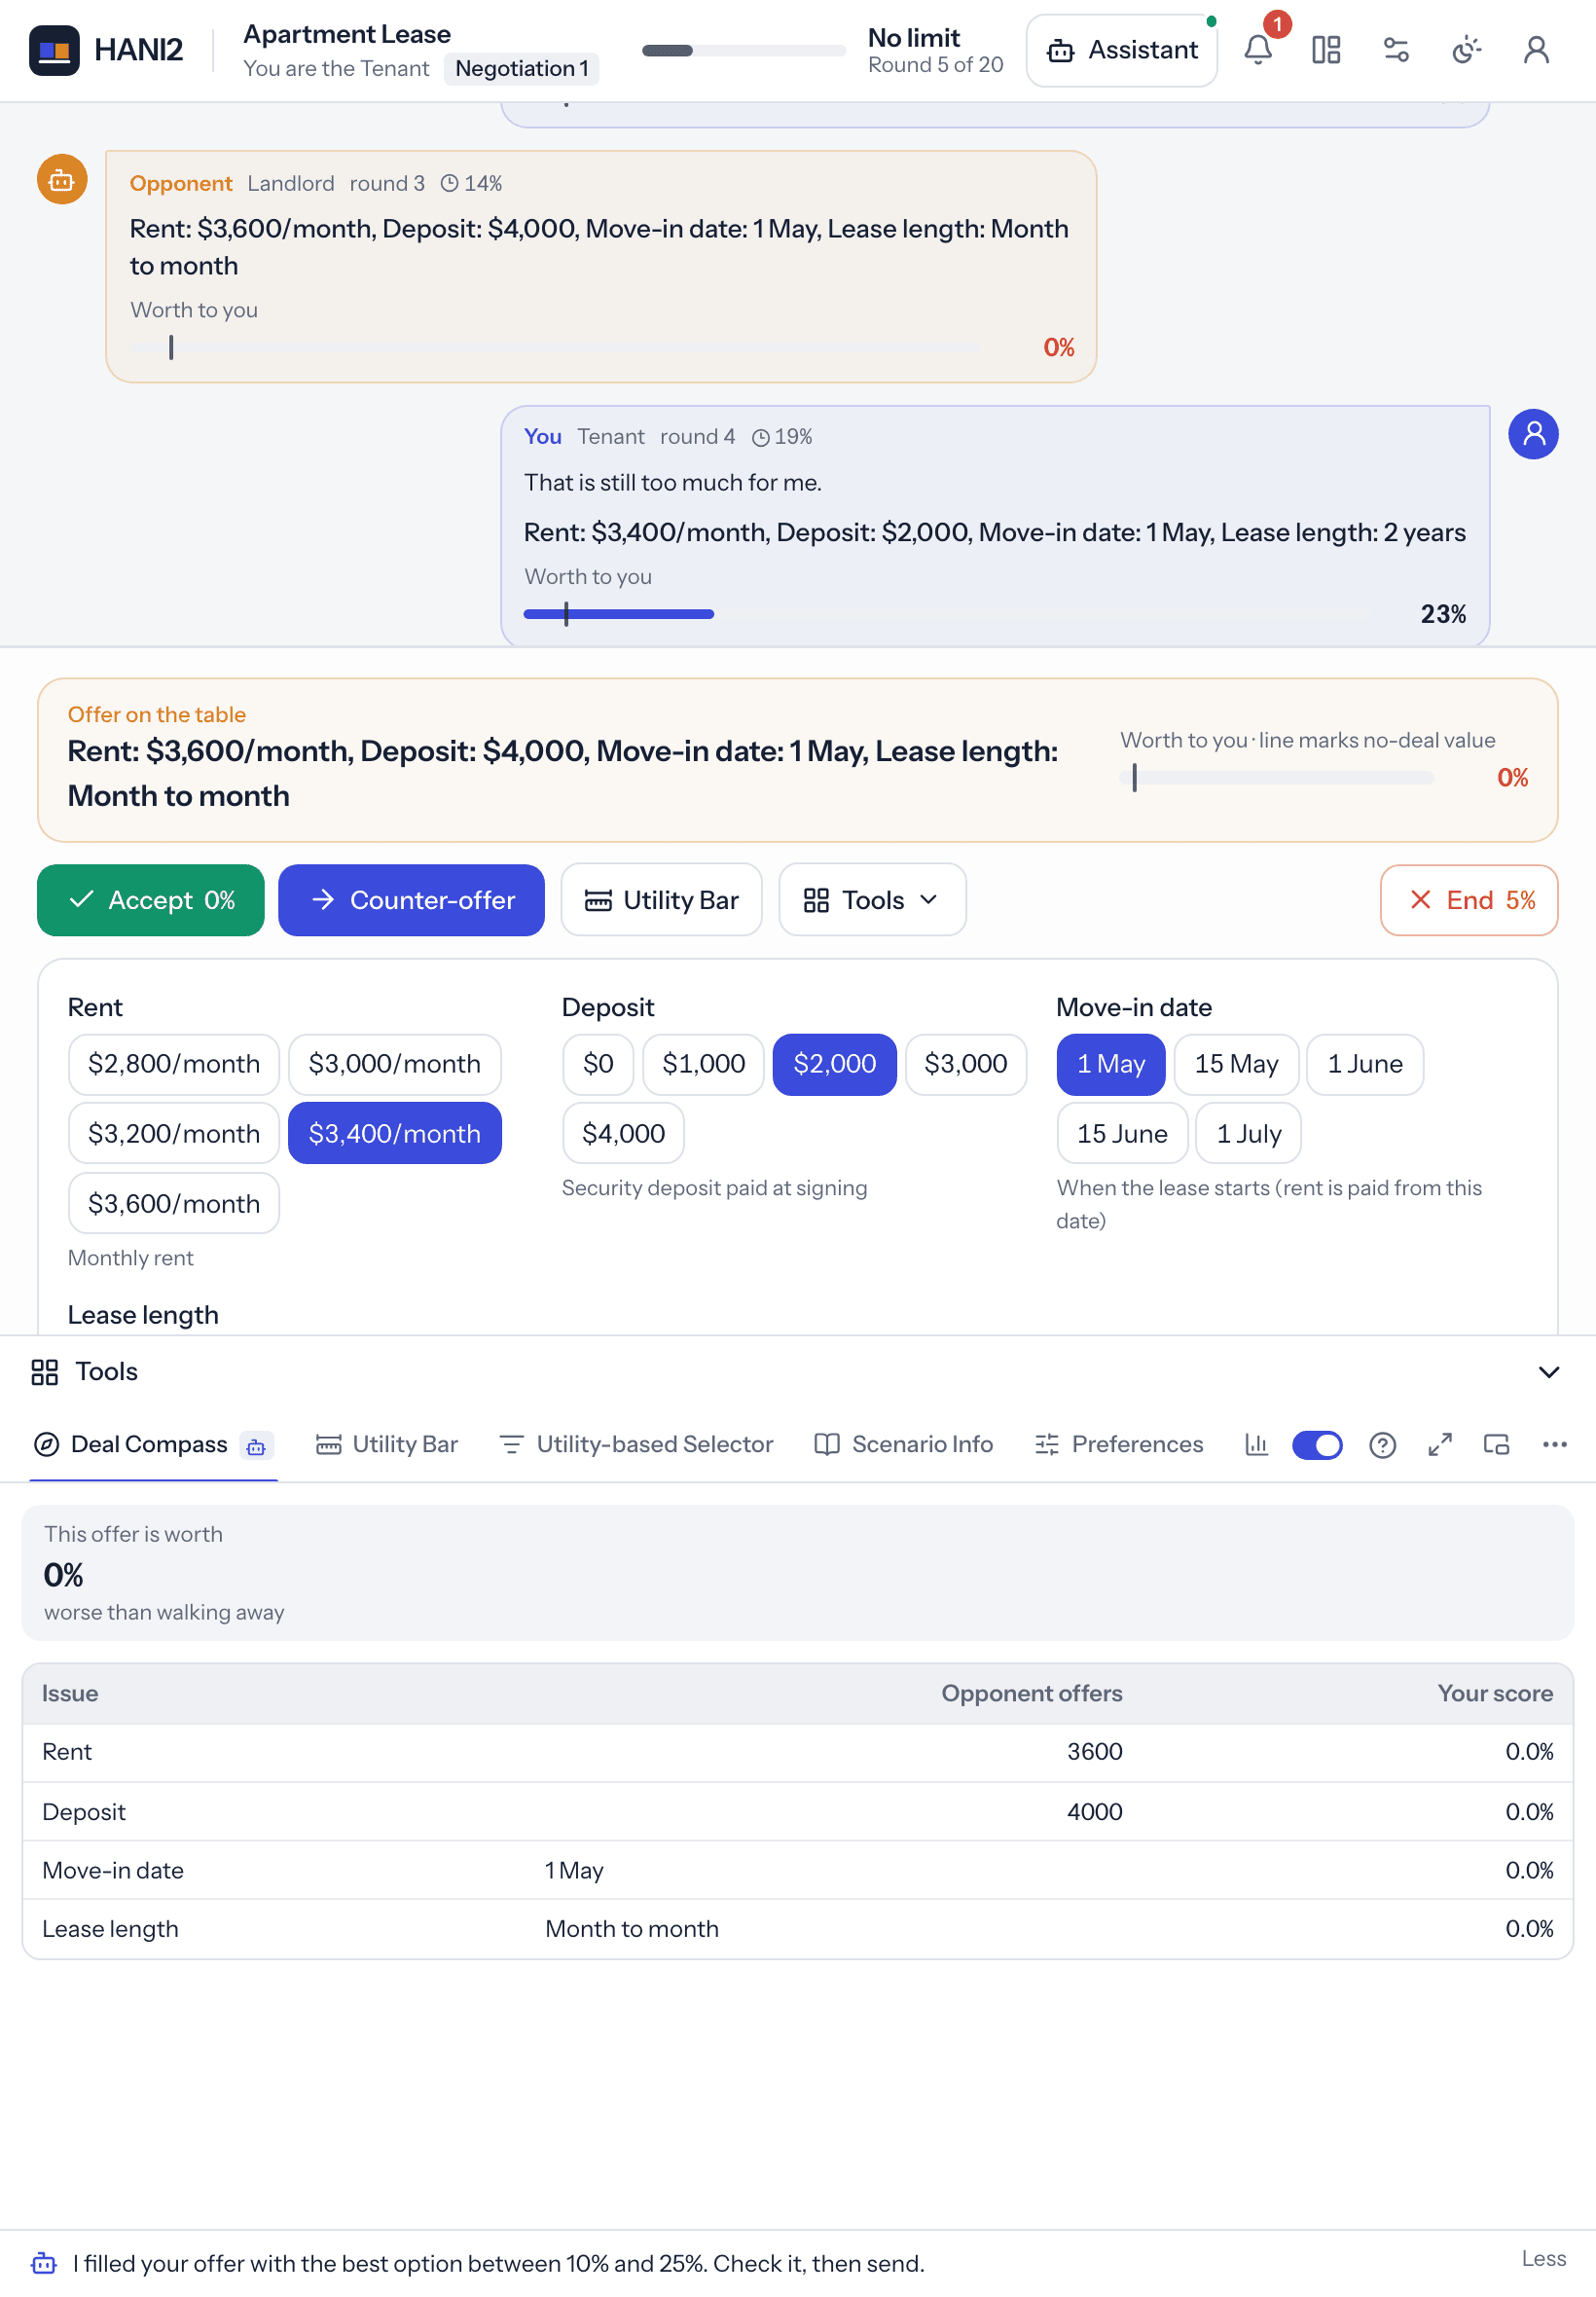 HANI2
Apartment Lease
You are the Tenant Negotiation 1
No limit
Round 5 of 20
Assistant
1
Opponent Landlord round 3 14%
Rent: $3,600/month, Deposit: $4,000, Move-in date: 1 May, Lease length: Month
to month
Worth to you
0%
You Tenant round 4 19%
That is still too much for me.
Rent: $3,400/month, Deposit: $2,000, Move-in date: 1 May, Lease length: 2 years
Worth to you
23%
Offer on the table
Rent: $3,600/month, Deposit: $4,000, Move-in date: 1 May, Lease length:
Month to month
Worth to you · line marks no-deal value
0%
Accept 0%
Counter-offer
Utility Bar
Tools
End 5%
Rent
$2,800/month $3,000/month
$3,200/month $3,400/month
$3,600/month
Monthly rent
Deposit
$0 $1,000 $2,000 $3,000
$4,000
Security deposit paid at signing
Move-in date
1 May 15 May 1 June
15 June 1 July
When the lease starts (rent is paid from this
date)
Lease length
Tools
Deal Compass Utility Bar Utility-based Selector Scenario Info Preferences
This offer is worth
0%
worse than walking away
Issue Opponent offers Your score
Rent 3600 0.0%
Deposit 4000 0.0%
Move-in date 1 May 0.0%
Lease length Month to month 0.0%
I filled your offer with the best option between 10% and 25%. Check it, then send.
Less